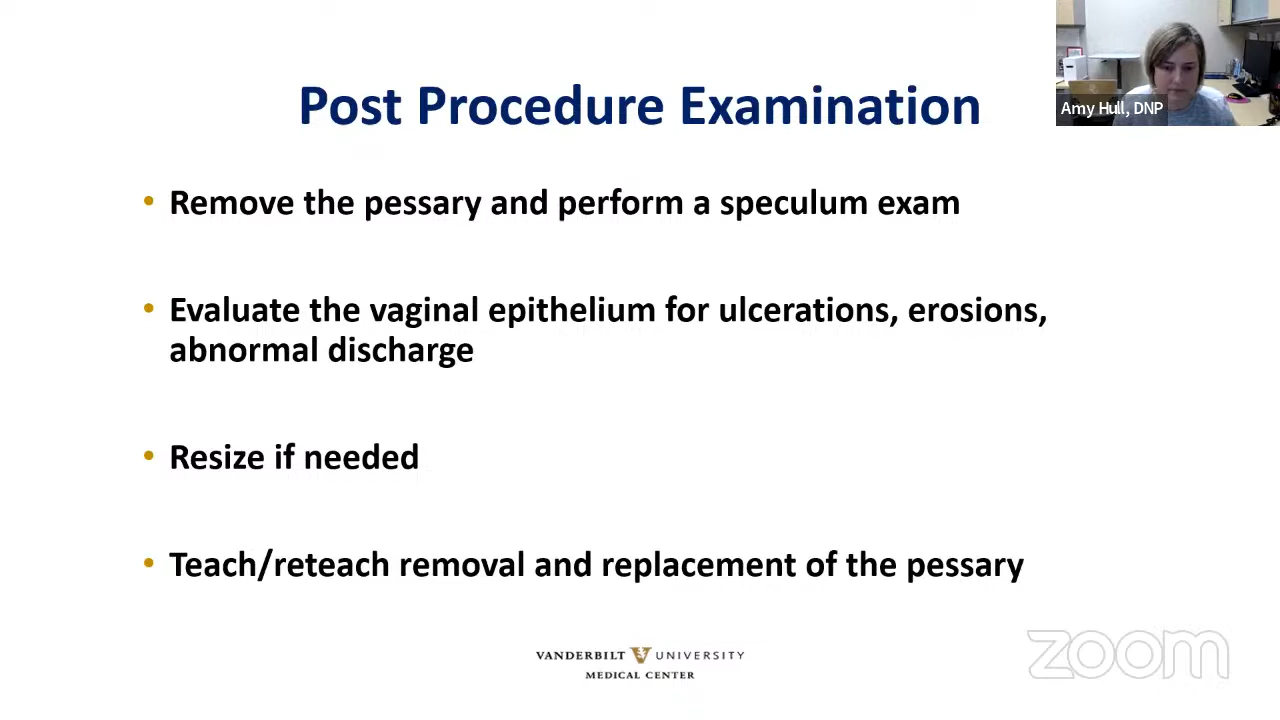 Post Procedure Examination
Amy Hull, DNP
• Remove the pessary and perform a speculum exam
• Evaluate the vaginal epithelium for ulcerations, erosions,
abnormal discharge
• Resize if needed
• Teach/reteach removal and replacement of the pessary
VANDERBILT UNIVERSITY
MEDICAL CENTER
zoom